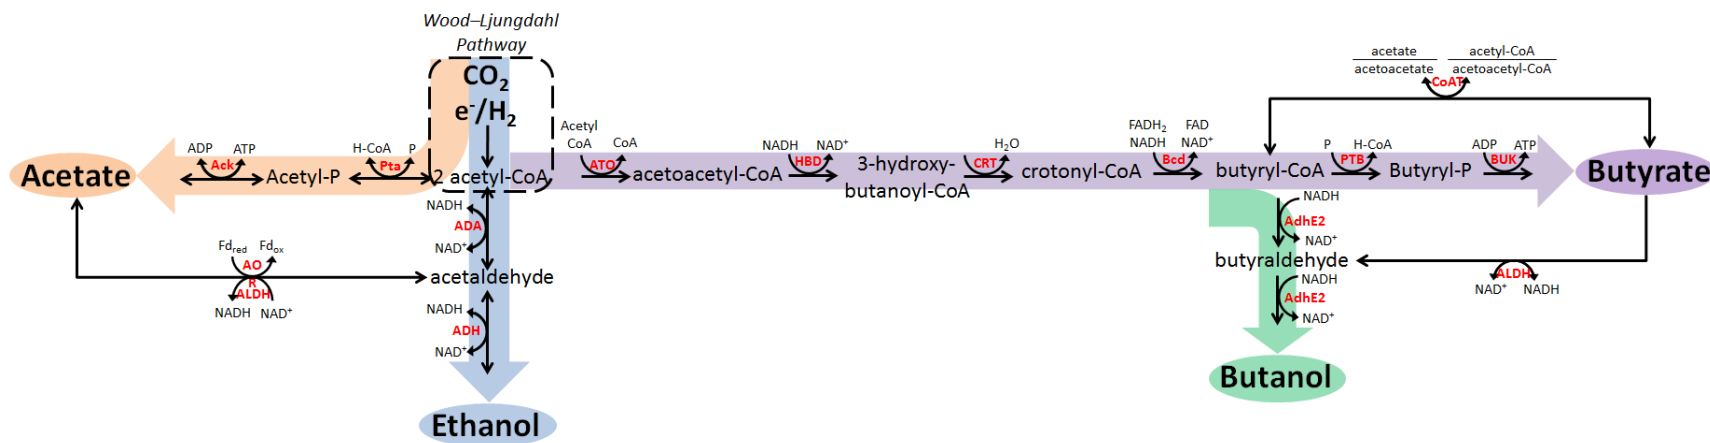 Wood–Ljungdahl
Pathway
CO2
e-/H2
2 acetyl-CoA
Acetate
ADP
ATP
Ack
Acetyl-P
H-CoA
P
Pta
Fdred
Fdox
AO
R
ALDH
NADH
NAD+
NADH
ADA
NAD+
acetaldehyde
NADH
ADH
NAD+
Ethanol
Acetyl
CoA
CoA
ATO
acetoacetyl-CoA
NADH
NAD+
HBD
3-hydroxy-
butanoyl-CoA
H2O
CRT
crotonyl-CoA
FADH2
NADH
FAD
NAD+
Bcd
butyryl-CoA
P
H-CoA
PTB
Butyryl-P
ADP
ATP
BUK
Butyrate
acetate
acetoacetate
acetyl-CoA
acetoacetyl-CoA
CoAT
NADH
AdhE2
NAD+
butyraldehyde
NADH
AdhE2
NAD+
Butanol
ALDH
NAD+
NADH